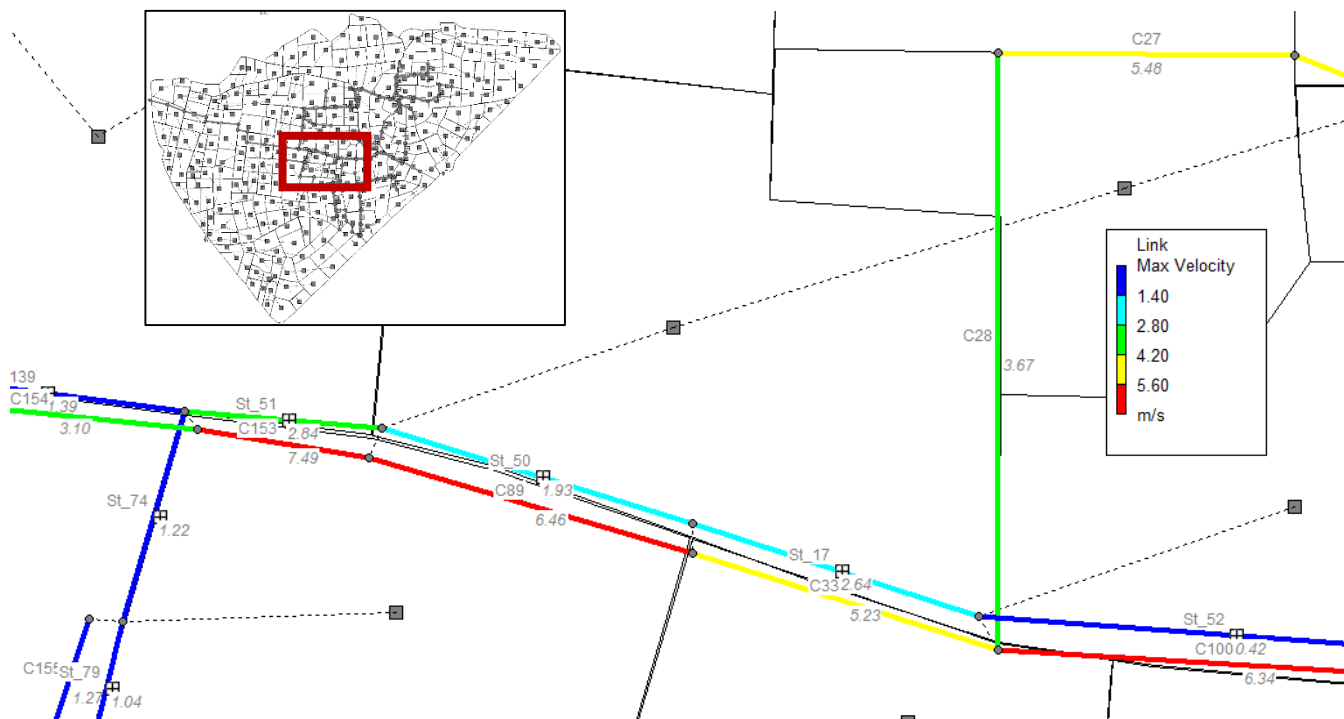 C27
5.48
Link
Max Velocity
1.40
2.80
4.20
5.60
m/s
C28
3.67
139
C154
1.39
3.10
St_51
C153
2.84
7.49
St_50
C89
1.93
6.46
St_74
1.22
St_17
C33
2.64
5.23
St_52
C100
0.42
6.34
C155
St_79
1.27
1.04